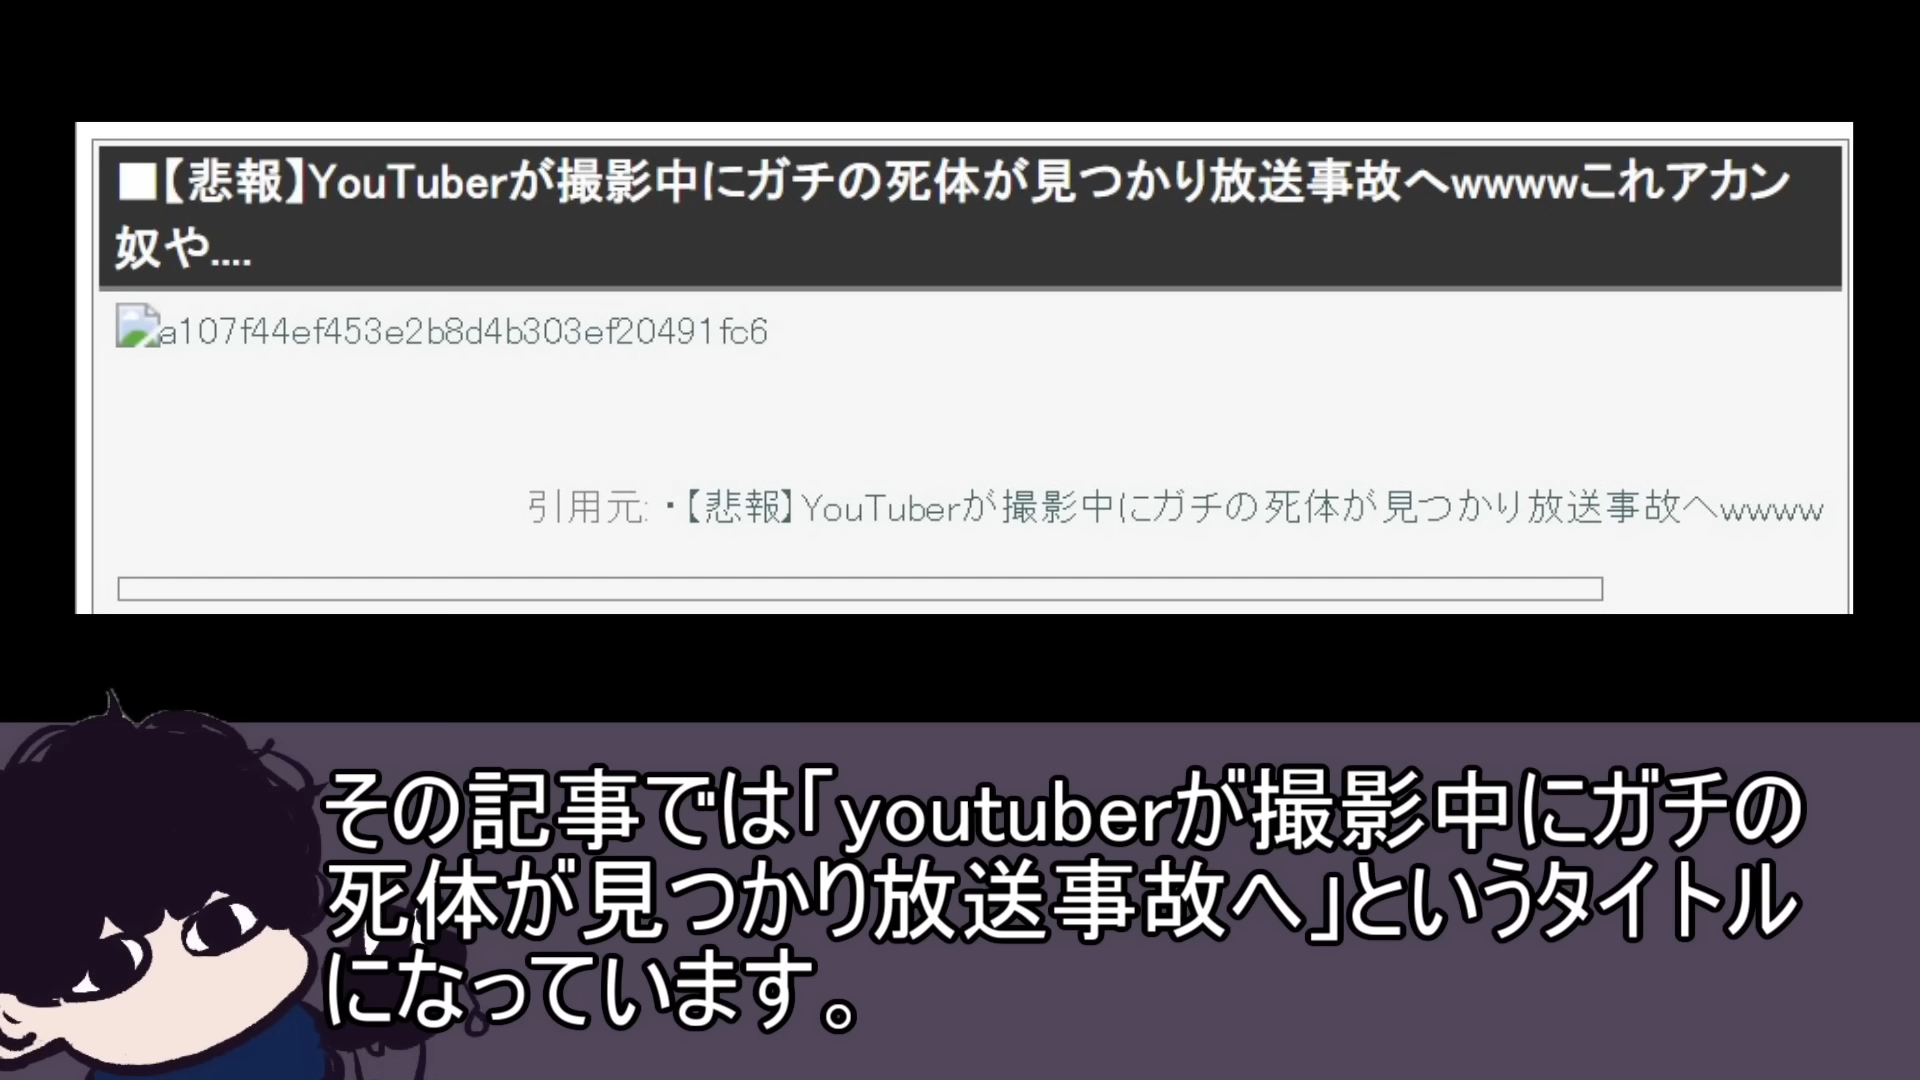 ■【悲報】YouTuberが撮影中にガチの死体が見つかり放送事故へwwwwこれアカン
奴や....
a107f44ef453e2b8d4b303ef20491fc6
引用元: ・【悲報】YouTuberが撮影中にガチの死体が見つかり放送事故へwwww
その記事では「youtuberが撮影中にガチの
死体が見つかり放送事故へ」というタイトル
になっています。